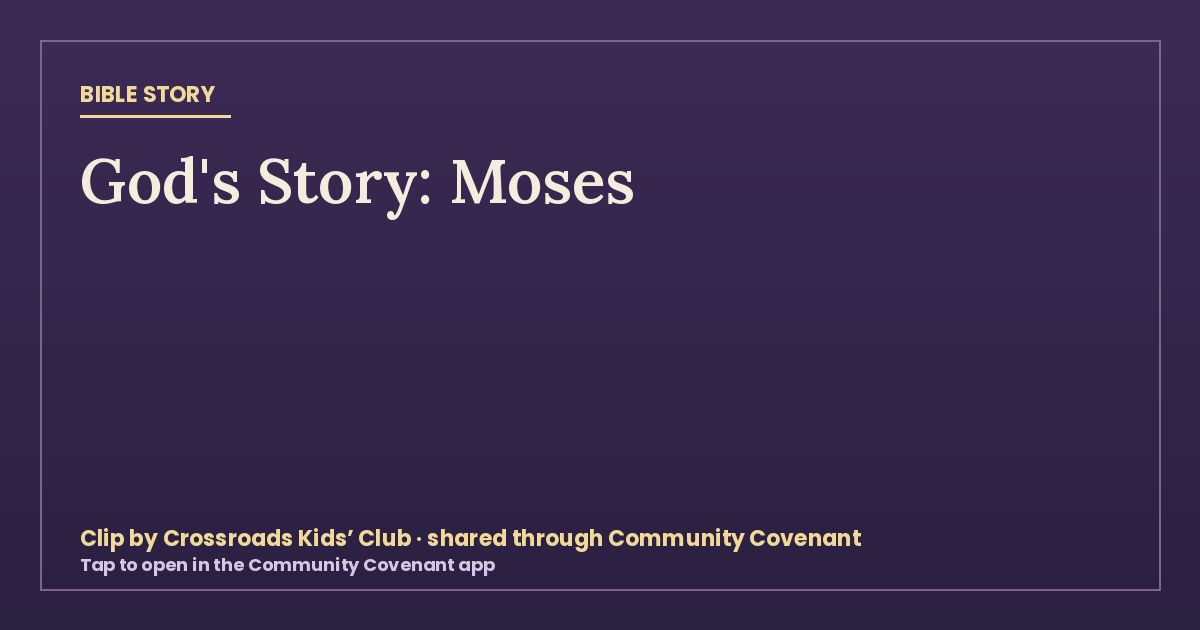 BIBLE STORY
God's Story: Moses
Clip by Crossroads Kids’ Club · shared through Community Covenant
Tap to open in the Community Covenant app